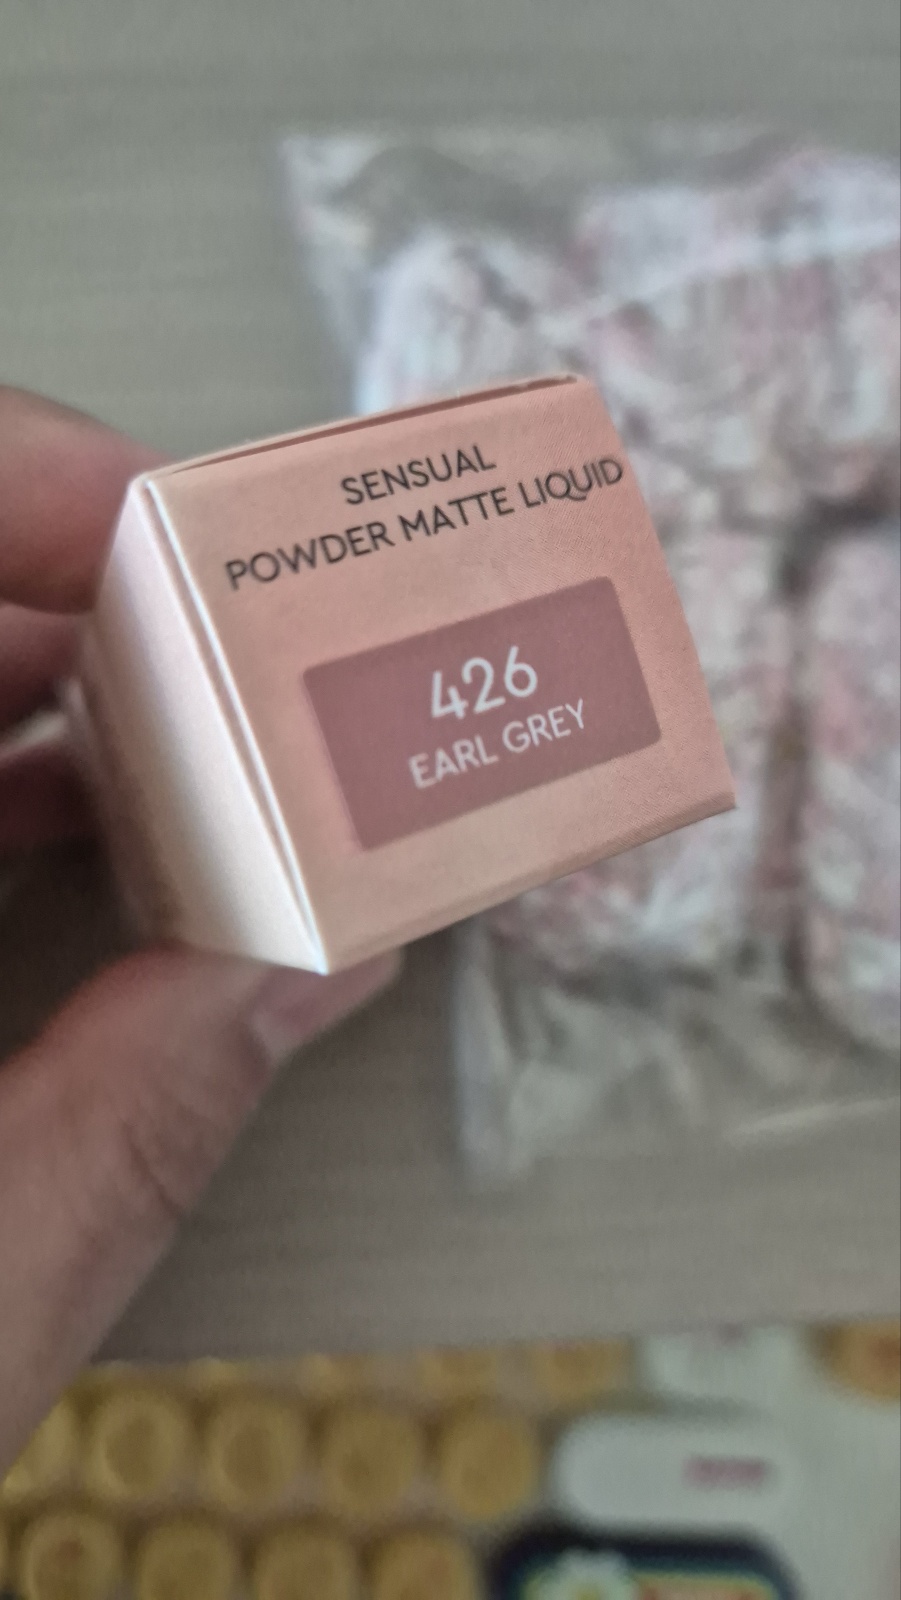 SENSUAL
POWDER MATTE LIQUID
426
EARL GREY